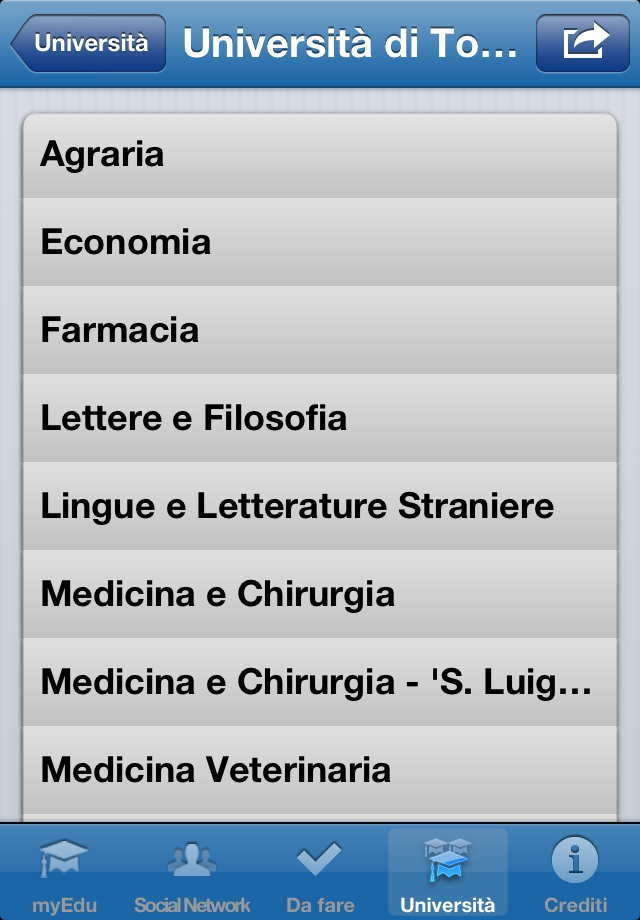 Università
Università di To...
Agraria
Economia
Farmacia
Lettere e Filosofia
Lingue e Letterature Straniere
Medicina e Chirurgia
Medicina e Chirurgia - 'S. Luig...
Medicina Veterinaria
myEdu
Social Network
Da fare
Università
Crediti